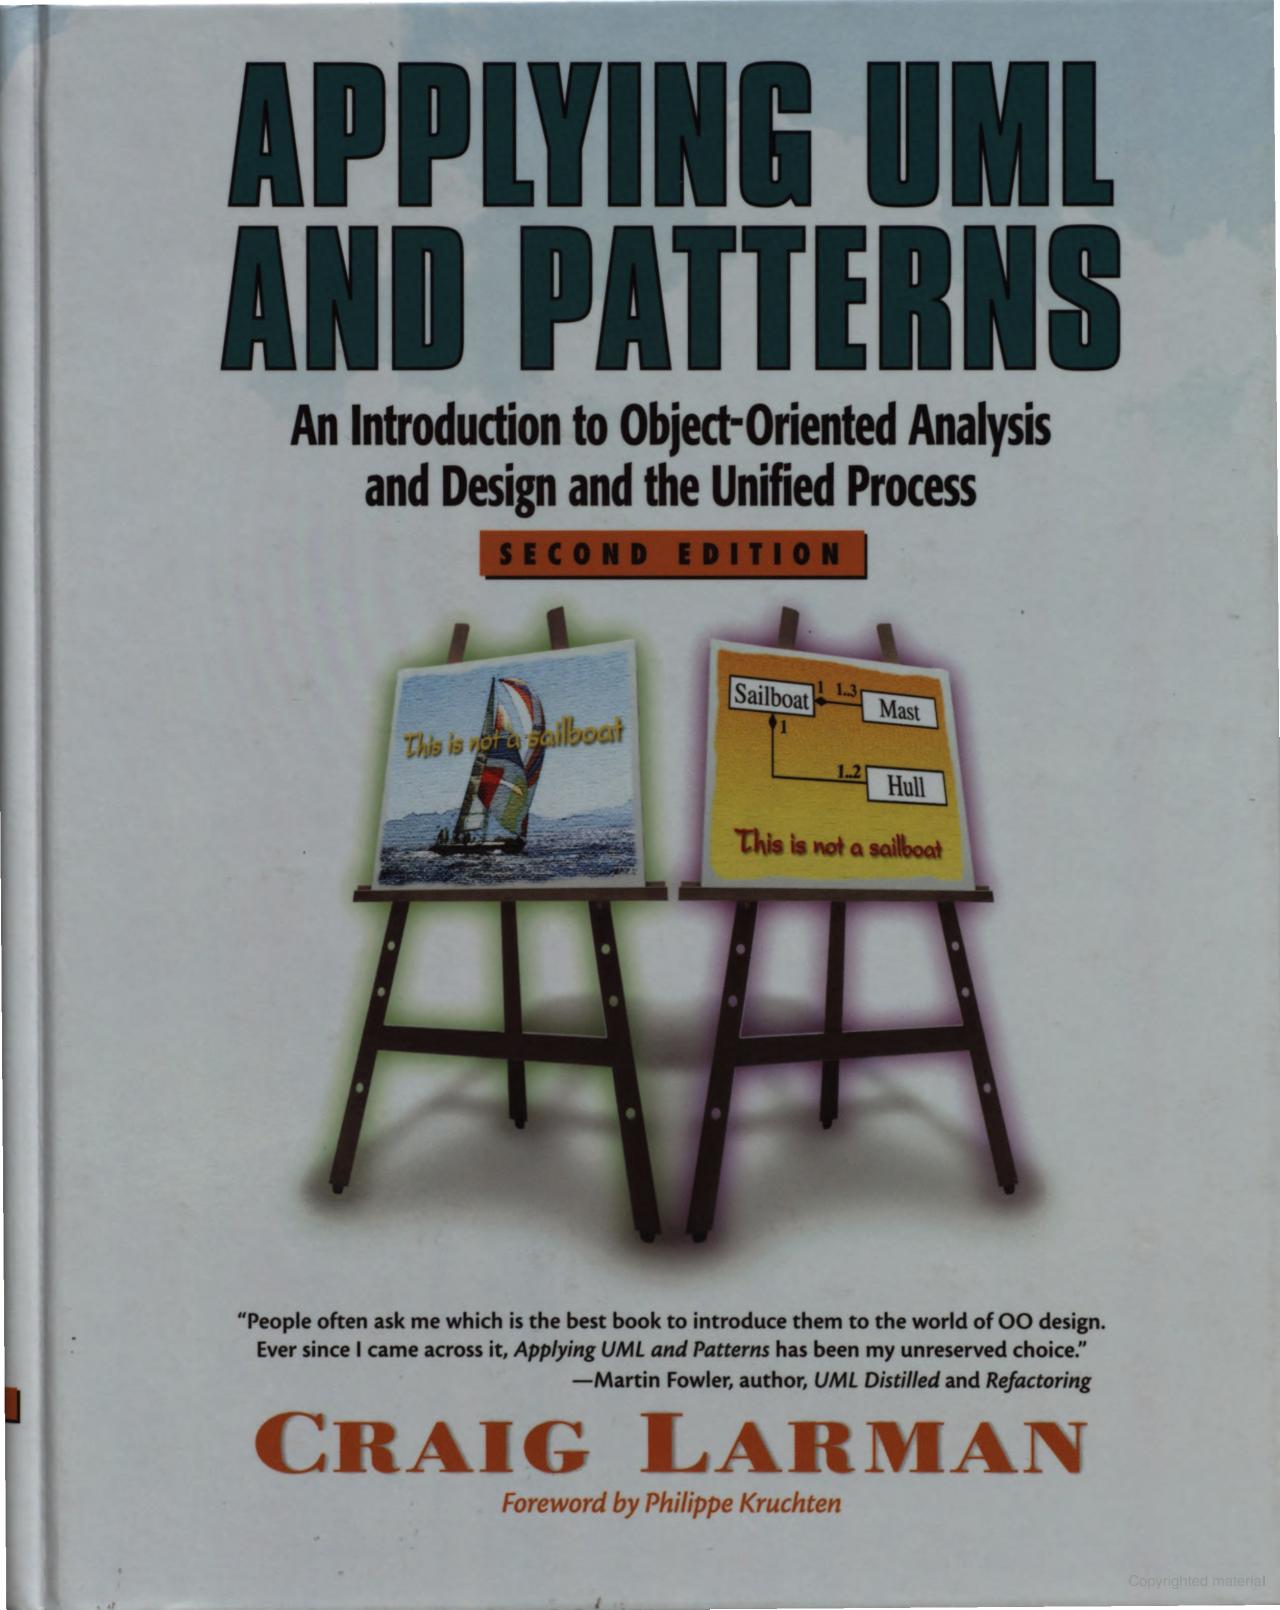 APPLYING UML
AND PATTERNS
An Introduction to Object-Oriented Analysis
and Design and the Unified Process
SECOND EDITION
This is not a sailboat
Sailboat 1 1..3 Mast
1
1..2 Hull
This is not a sailboat
“People often ask me which is the best book to introduce them to the world of OO design.
Ever since I came across it, Applying UML and Patterns has been my unreserved choice.”
—Martin Fowler, author, UML Distilled and Refactoring
CRAIG LARMAN
Foreword by Philippe Kruchten
Copyrighted material